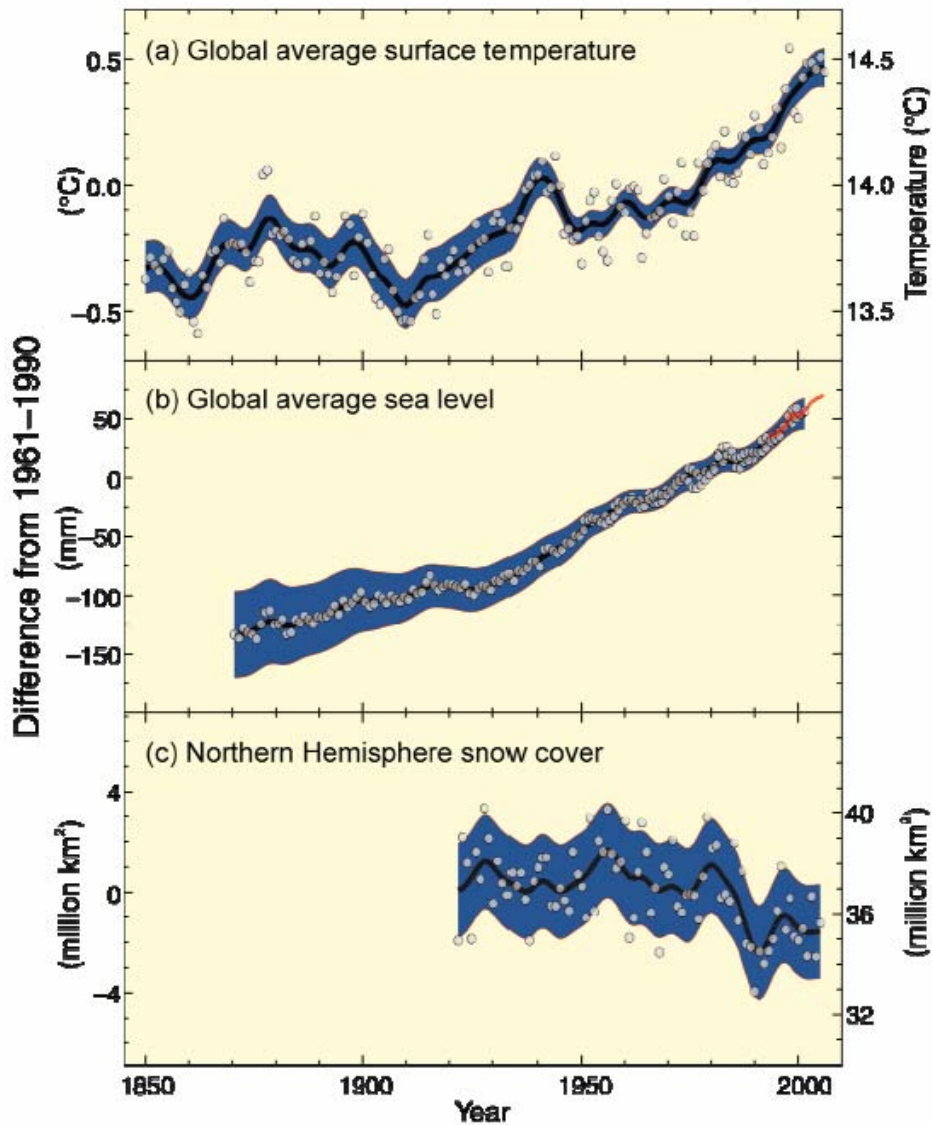 (a) Global average surface temperature
0.5
0.0
−0.5
(°C)
14.5
14.0
13.5
Temperature (°C)
Difference from 1961–1990
(b) Global average sea level
50
0
−50
−100
−150
(mm)
(c) Northern Hemisphere snow cover
4
0
−4
(million km²)
40
36
32
(million km²)
1850
1900
1950
2000
Year